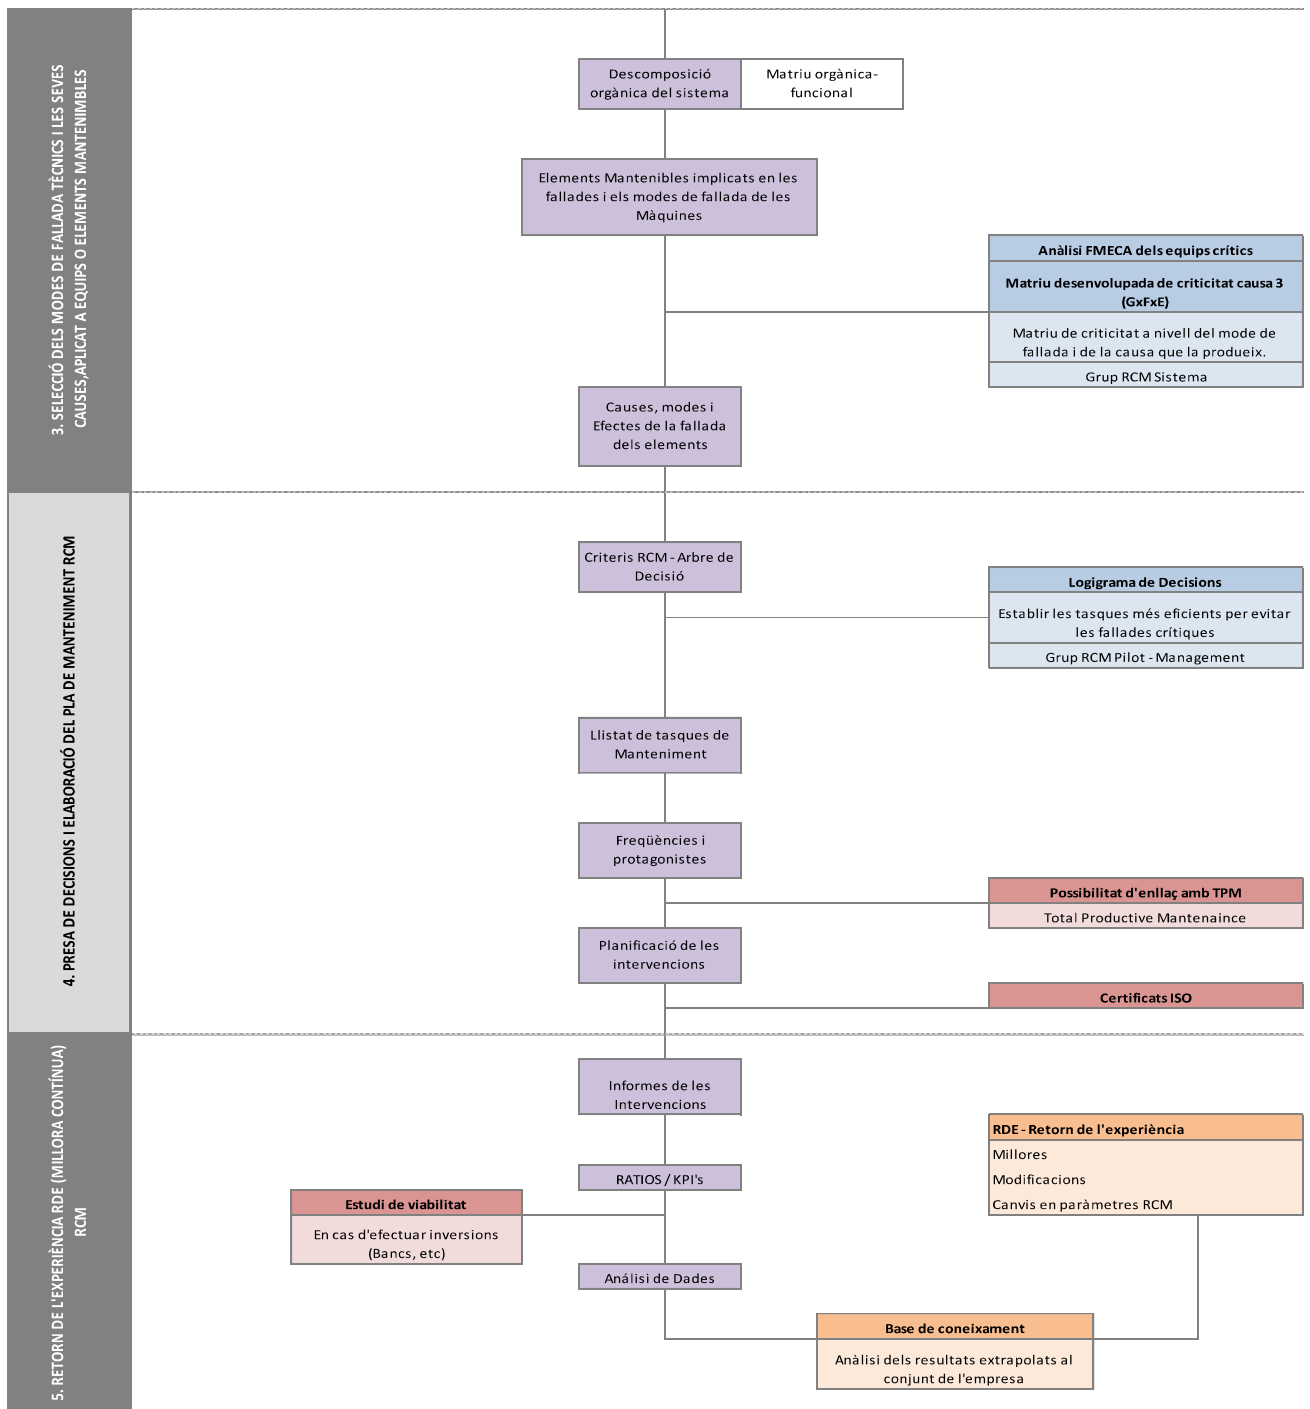 3. SELECCIÓ DELS MODES DE FALLADA TÈCNICS I LES SEVES
CAUSES,APLICAT A EQUIPS O ELEMENTS MANTENIMBLES
Descomposició
orgànica del sistema
Matriu orgànica-
funcional
Elements Mantenibles implicats en les
fallades i els modes de fallada de les
Màquines
Anàlisi FMECA dels equips crítics
Matriu desenvolupada de criticitat causa 3
(GxFxE)
Matriu de criticitat a nivell del mode de
fallada i de la causa que la produeix.
Grup RCM Sistema
Causes, modes i
Efectes de la fallada
dels elements
4. PRESA DE DECISIONS I ELABORACIÓ DEL PLA DE MANTENIMENT RCM
Criteris RCM - Arbre de
Decisió
Logigrama de Decisions
Establir les tasques més eficients per evitar
les fallades crítiques
Grup RCM Pilot - Management
Llistat de tasques de
Manteniment
Freqüències i
protagonistes
Possibilitat d'enllaç amb TPM
Total Productive Mantenaince
Planificació de les
intervencions
Certificats ISO
5. RETORN DE L'EXPERIÈNCIA RDE (MILLORA CONTÍNUA)
RCM
Informes de les
Intervencions
RDE - Retorn de l'experiència
Millores
Modificacions
Canvis en paràmetres RCM
RATIOS / KPI's
Estudi de viabilitat
En cas d'efectuar inversions
(Bancs, etc)
Análisi de Dades
Base de coneixament
Anàlisi dels resultats extrapolats al
conjunt de l'empresa